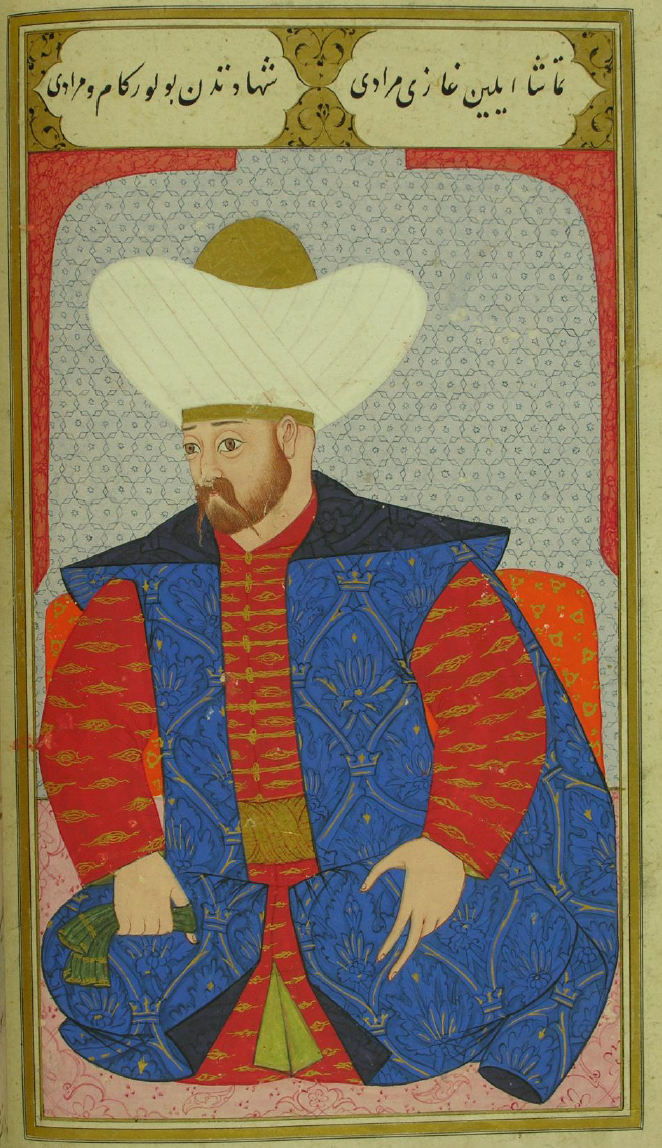 تماشا ایلین غازی مرادی
شهادتدن بولور کام و مرادی